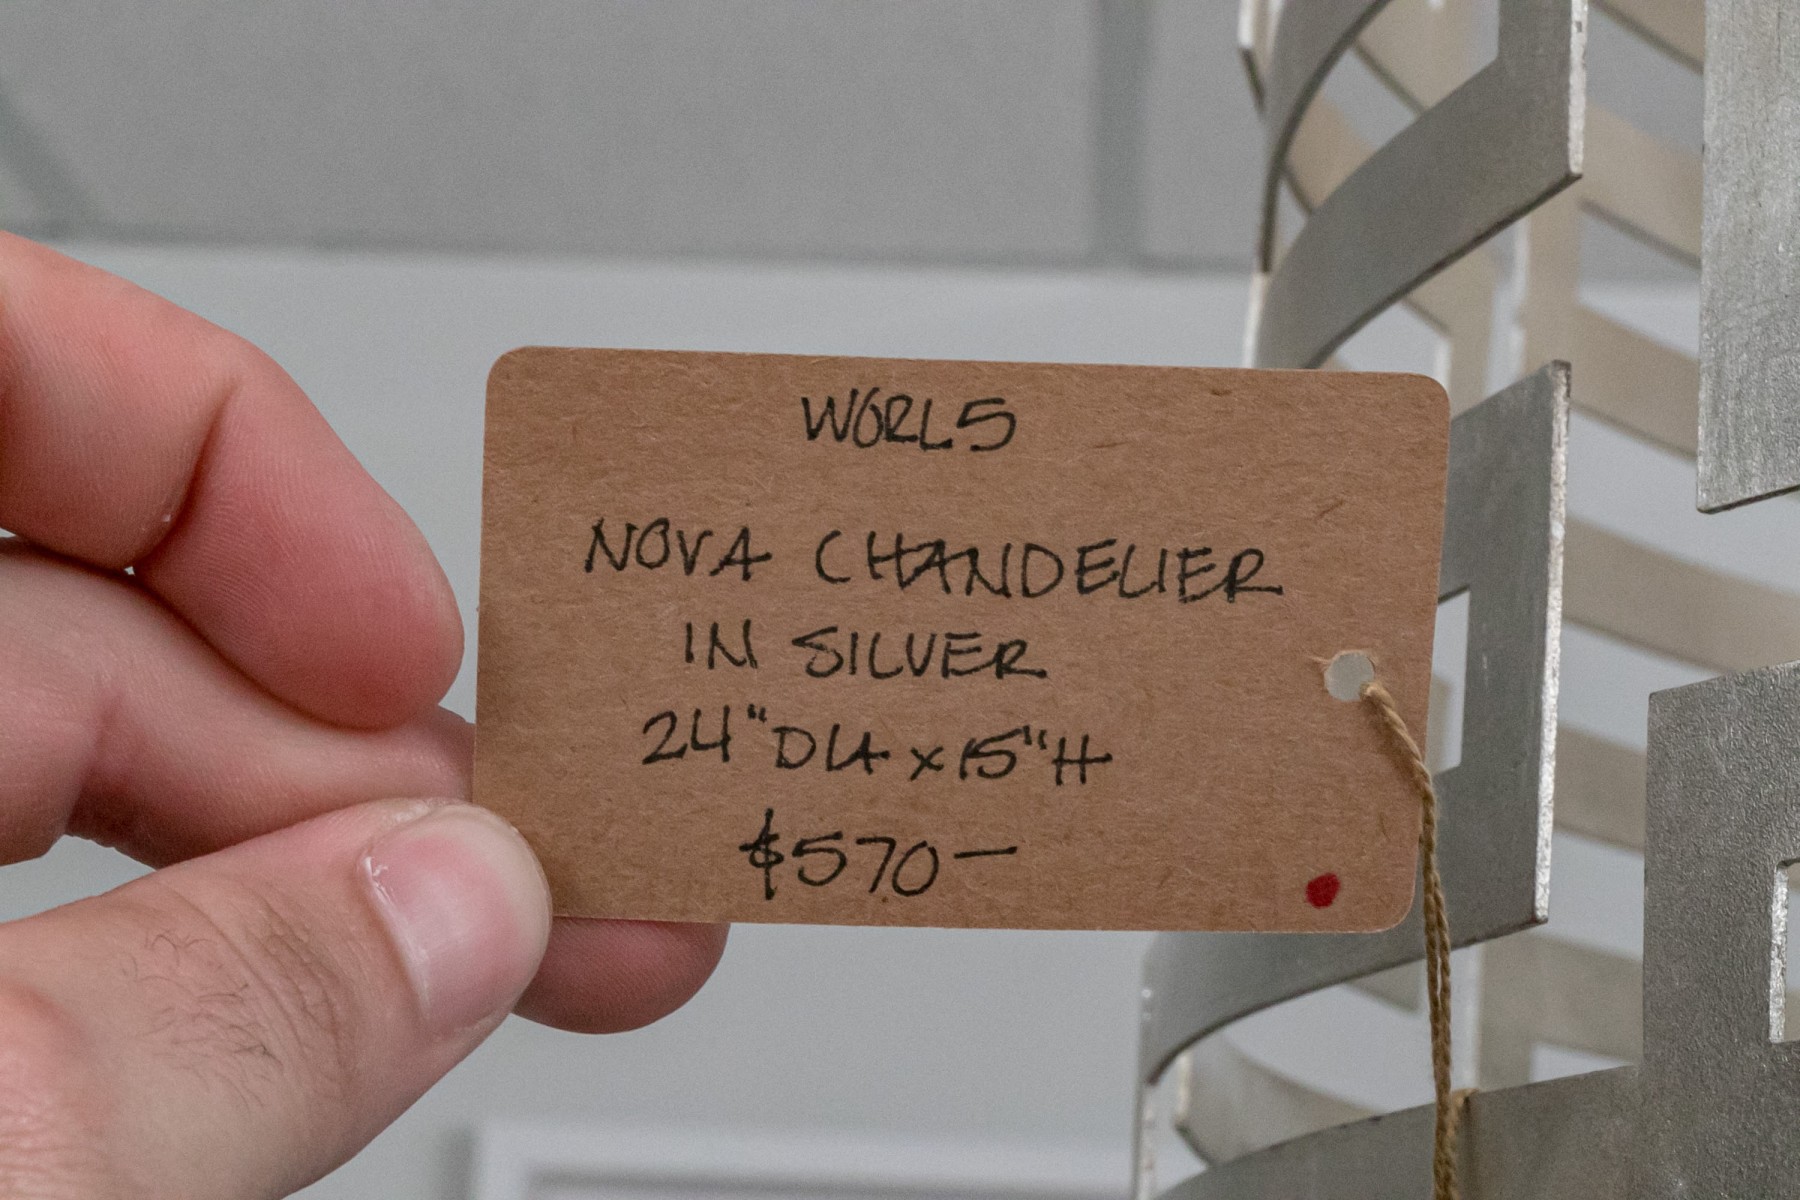 WORL5
NOVA CHANDELIER
IN SILVER
24" DIA x 15" H
$570—